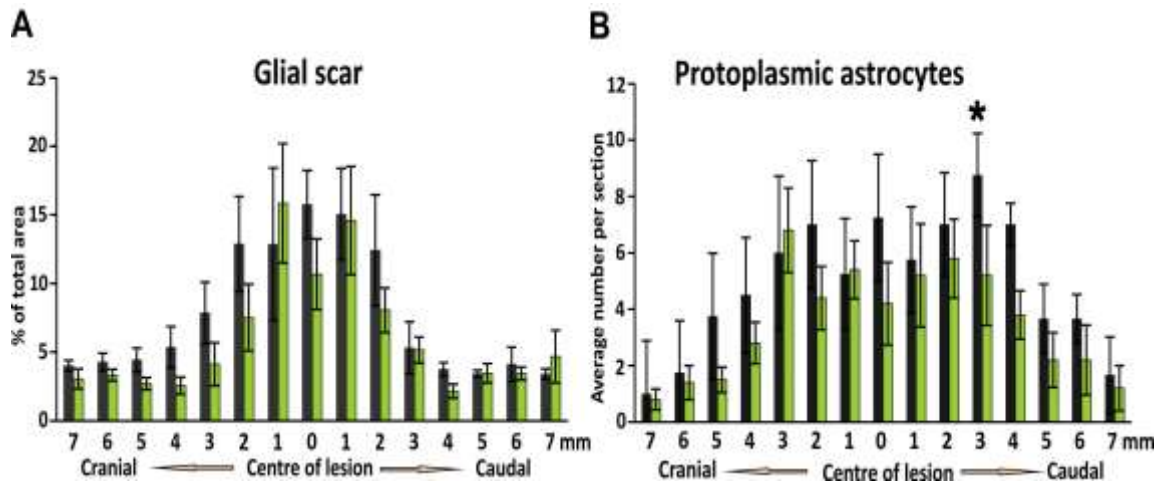 A
Glial scar
% of total area
25
20
15
10
5
0
7 6 5 4 3 2 1 0 1 2 3 4 5 6 7 mm
Cranial Centre of lesion Caudal
B
Protoplasmic astrocytes
Average number per section
12
10
8
6
4
2
0
*
7 6 5 4 3 2 1 0 1 2 3 4 5 6 7 mm
Cranial Centre of lesion Caudal